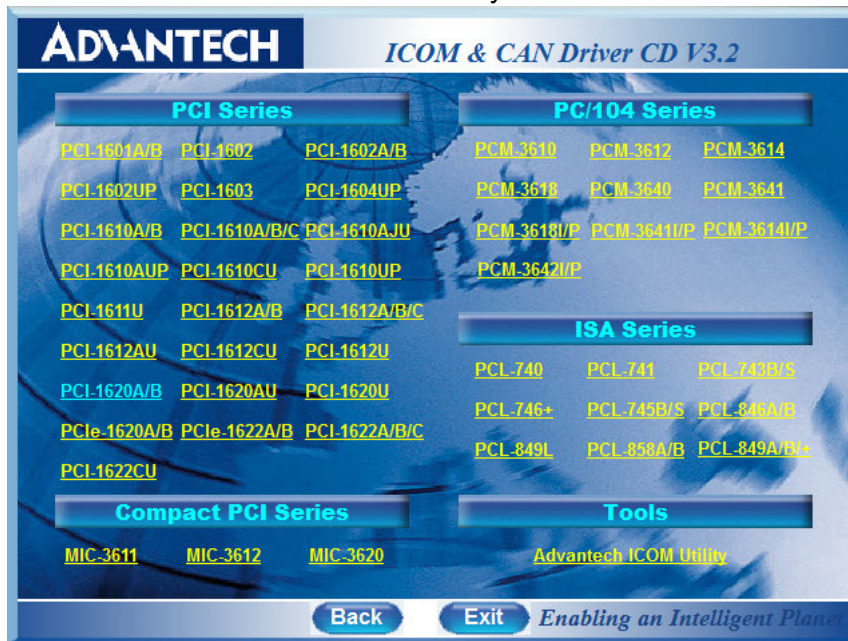 ADVANTECH
ICOM & CAN Driver CD V3.2
PCI Series
PCI-1601A/B PCI-1602 PCI-1602A/B
PCI-1602UP PCI-1603 PCI-1604UP
PCI-1610A/B PCI-1610A/B/C PCI-1610AJU
PCI-1610AUP PCI-1610CU PCI-1610UP
PCI-1611U PCI-1612A/B PCI-1612A/B/C
PCI-1612AU PCI-1612CU PCI-1612U
PCI-1620A/B PCI-1620AU PCI-1620U
PCIe-1620A/B PCIe-1622A/B PCI-1622A/B/C
PCI-1622CU
PC/104 Series
PCM-3610 PCM-3612 PCM-3614
PCM-3618 PCM-3640 PCM-3641
PCM-3618I/P PCM-3641I/P PCM-3614I/P
PCM-3642I/P
ISA Series
PCL-740 PCL-741 PCL-743B/S
PCL-746+ PCL-745B/S PCL-846A/B
PCL-849L PCL-858A/B PCL-849A/B/+
Compact PCI Series
MIC-3611 MIC-3612 MIC-3620
Tools
Advantech ICOM Utility
Back Exit Enabling an Intelligent Planet